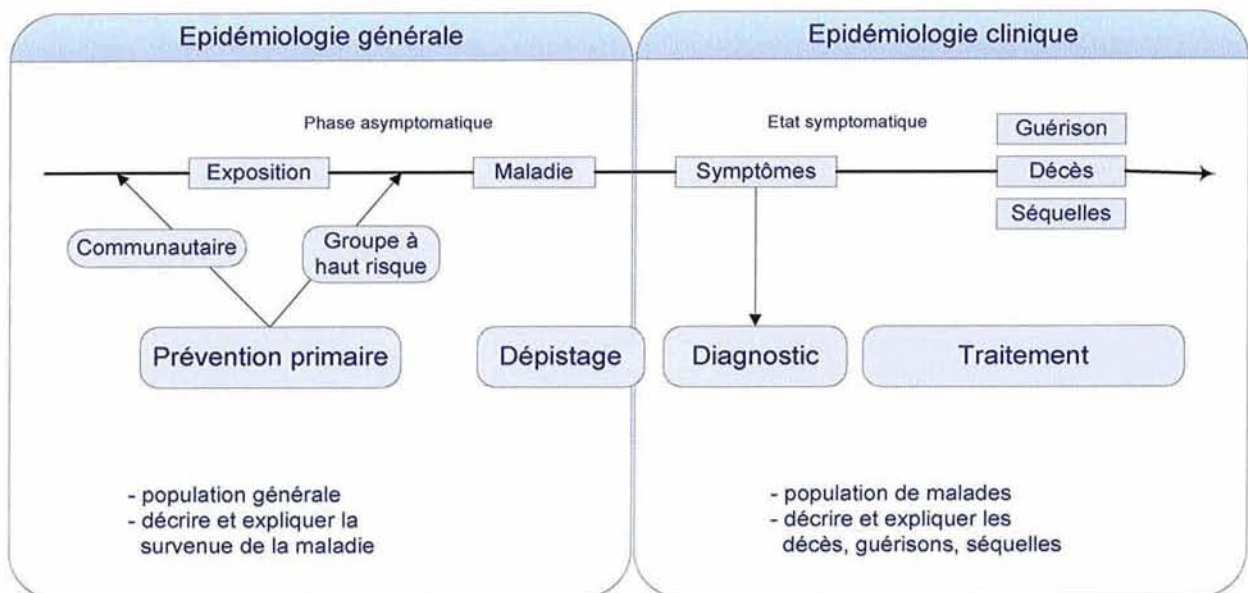 Epidémiologie générale
Phase asymptomatique
Exposition
Maladie
Communautaire
Groupe à
haut risque
Prévention primaire
Dépistage
- population générale
- décrire et expliquer la
survenue de la maladie
Epidémiologie clinique
Etat symptomatique
Symptômes
Guérison
Décès
Séquelles
Diagnostic
Traitement
- population de malades
- décrire et expliquer les
décès, guérisons, séquelles